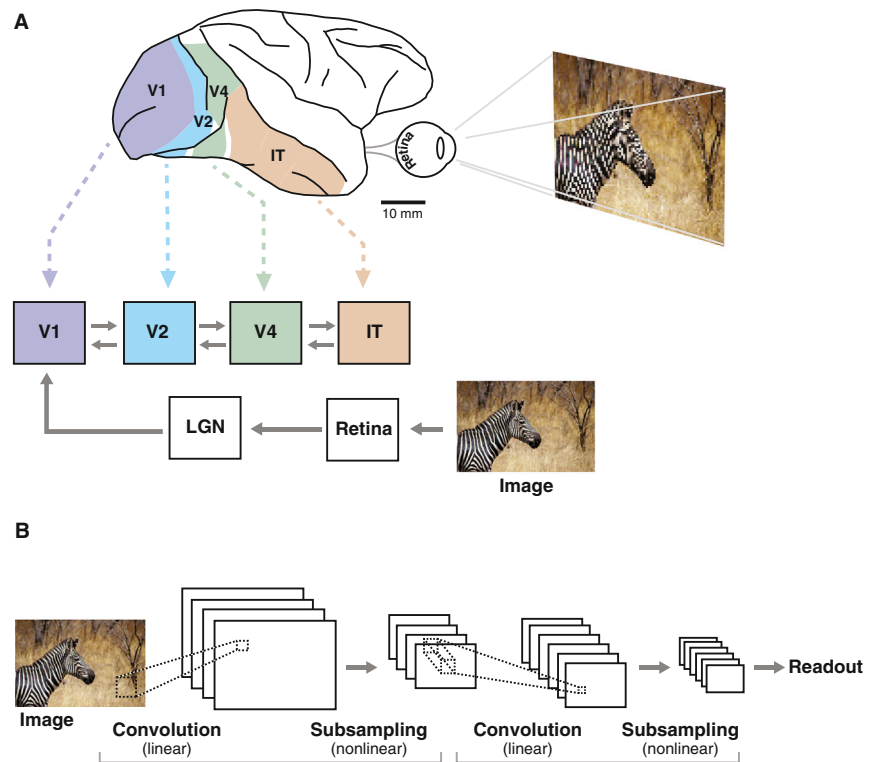 A
V1
V4
V2
IT
Retina
10 mm
V1
V2
V4
IT
LGN
Retina
Image
B
Image
Readout
Convolution
(linear)
Subsampling
(nonlinear)
Convolution
(linear)
Subsampling
(nonlinear)